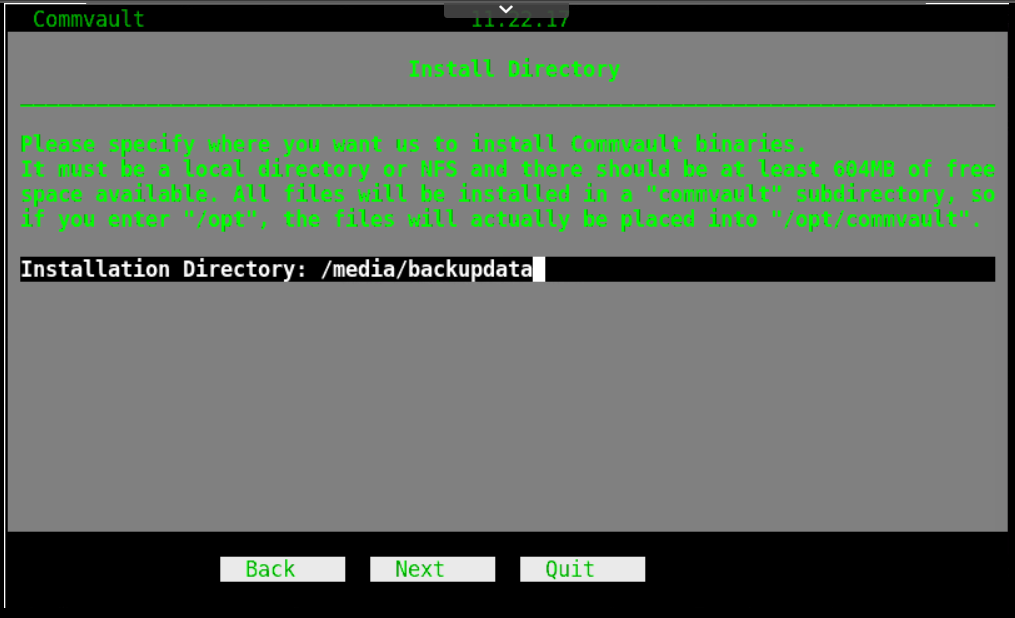 Commvault 11.22.17
Install Directory
Please specify where you want us to install Commvault binaries.
It must be a local directory or NFS and there should be at least 604MB of free
space available. All files will be installed in a "commvault" subdirectory, so
if you enter "/opt", the files will actually be placed into "/opt/commvault".
Installation Directory: /media/backupdata
Back Next Quit